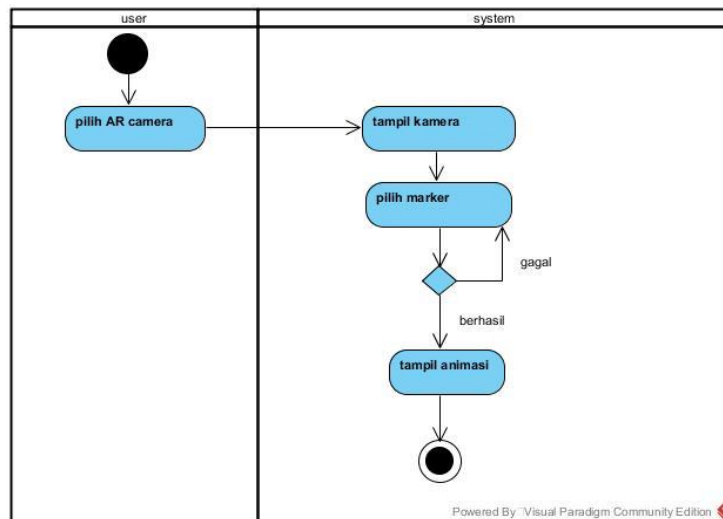 user
system
pilih AR camera
tampil kamera
pilih marker
gagal
berhasil
tampil animasi
Powered By Visual Paradigm Community Edition